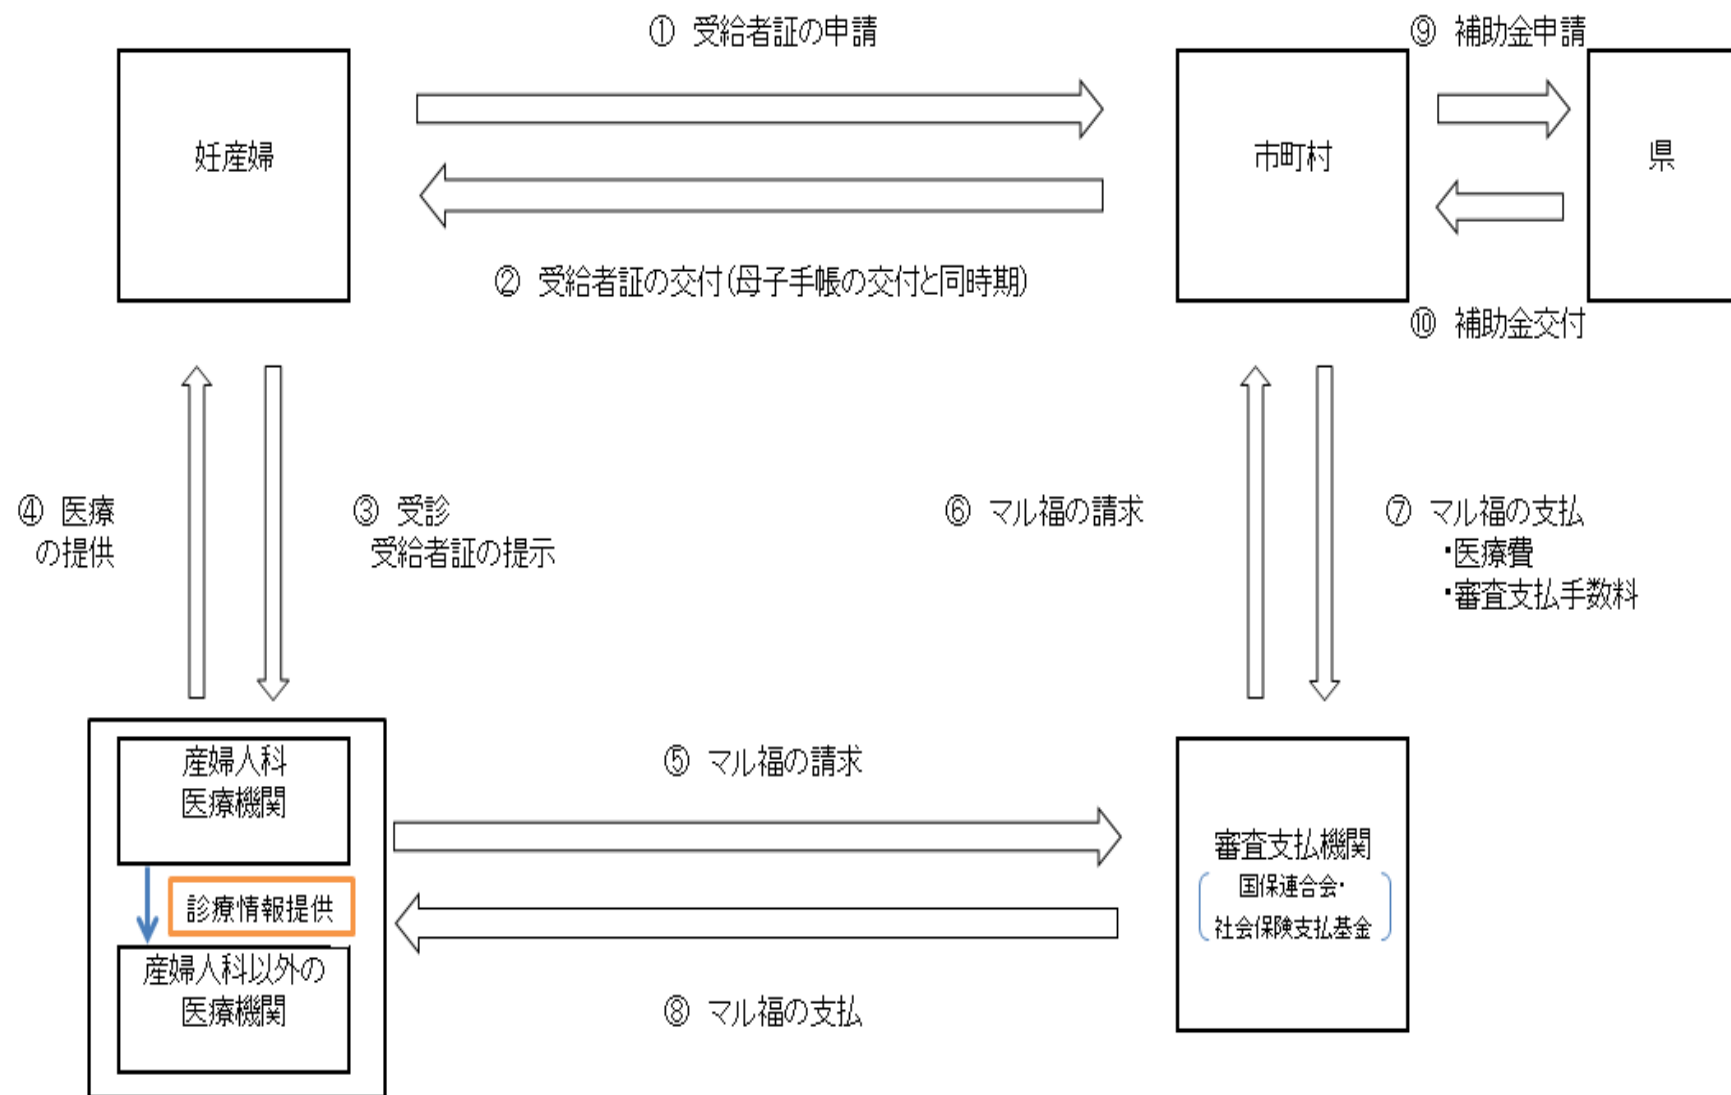 ① 受給者証の申請
⑨ 補助金申請
妊産婦
市町村
県
② 受給者証の交付(母子手帳の交付と同時期)
⑩ 補助金交付
④ 医療
の提供
③ 受診
受給者証の提示
⑥ マル福の請求
⑦ マル福の支払
・医療費
・審査支払手数料
産婦人科
医療機関
診療情報提供
産婦人科以外の
医療機関
⑤ マル福の請求
⑧ マル福の支払
審査支払機関
国保連合会・
社会保険支払基金